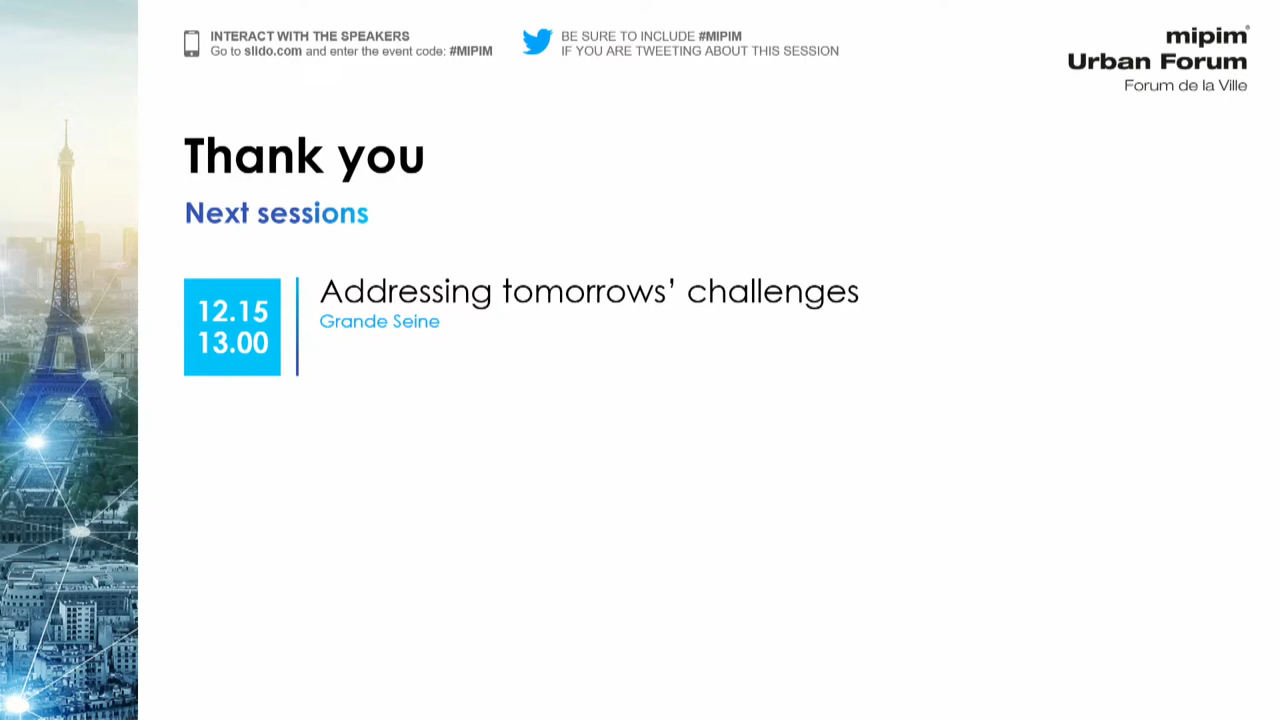 INTERACT WITH THE SPEAKERS
Go to slido.com and enter the event code: #MIPIM
BE SURE TO INCLUDE #MIPIM
IF YOU ARE TWEETING ABOUT THIS SESSION
mipim®
Urban Forum
Forum de la Ville
Thank you
Next sessions
12.15
13.00
Addressing tomorrows’ challenges
Grande Seine